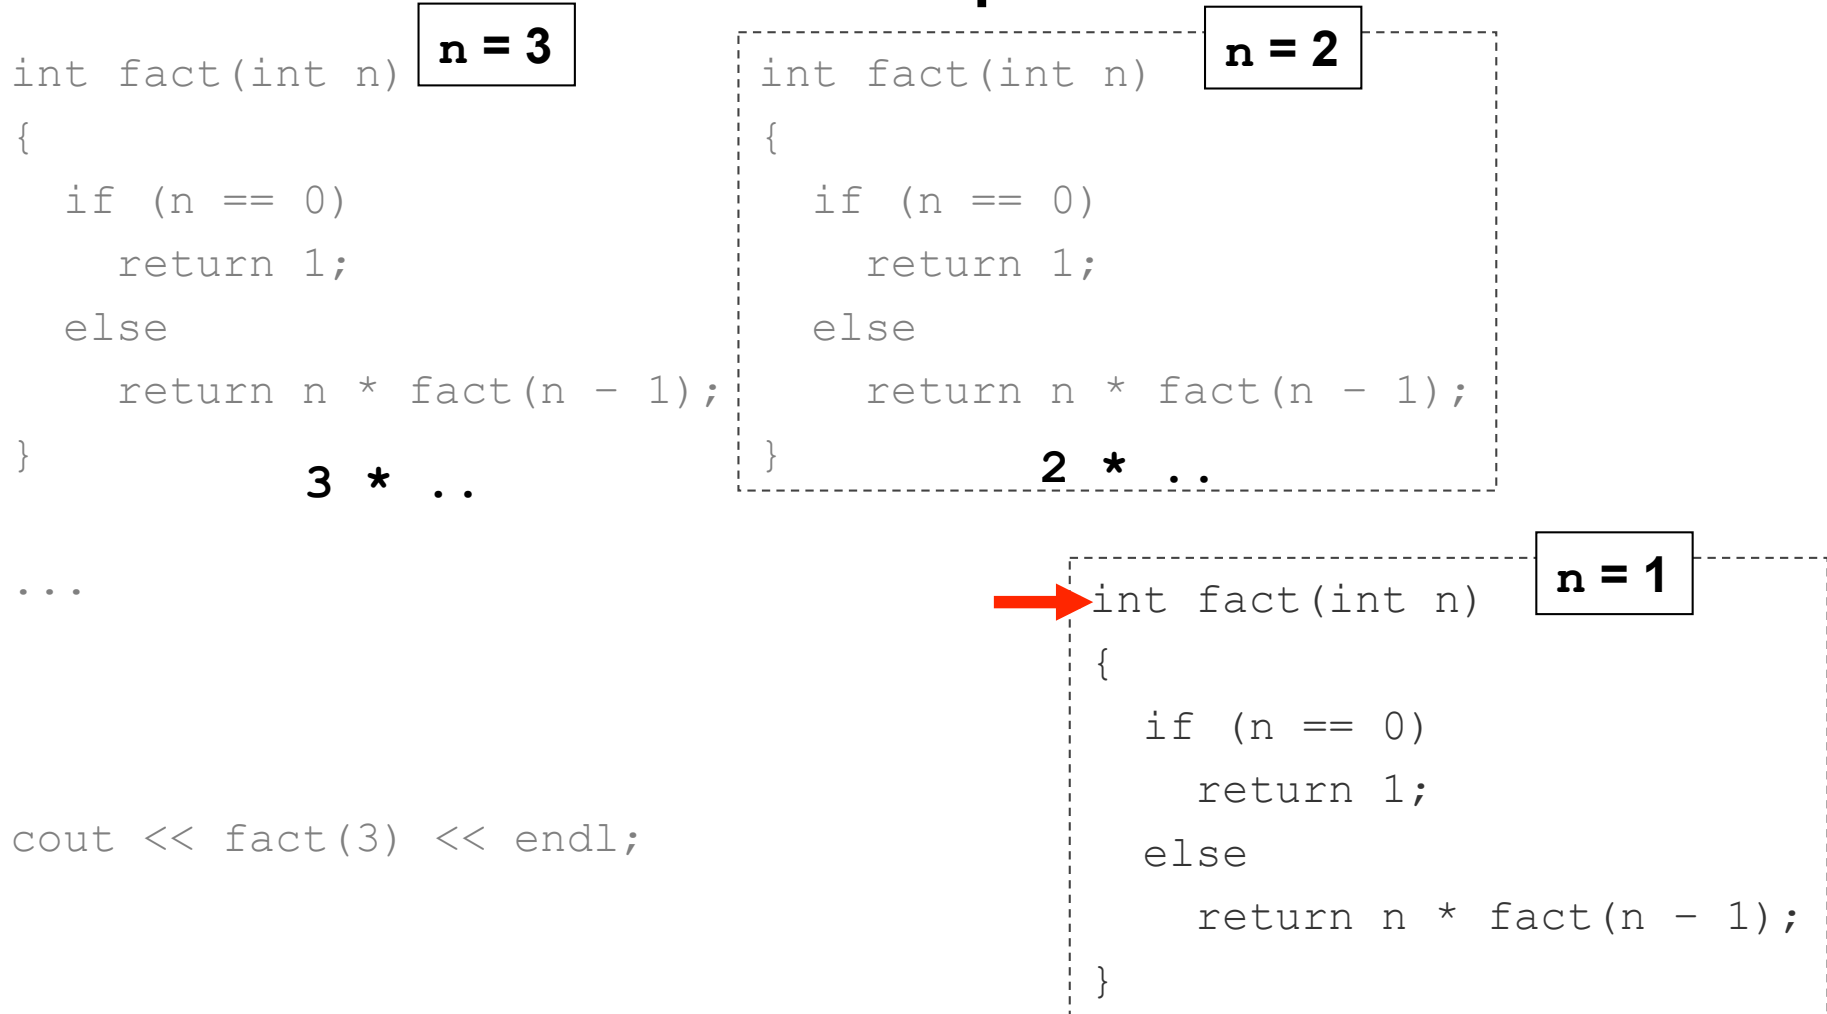 n = 3
int fact(int n)
{
if (n == 0)
return 1;
else
return n * fact(n - 1);
}
3 * ..
...
cout << fact(3) << endl;
n = 2
int fact(int n)
{
if (n == 0)
return 1;
else
return n * fact(n - 1);
}
2 * ..
n = 1
int fact(int n)
{
if (n == 0)
return 1;
else
return n * fact(n - 1);
}